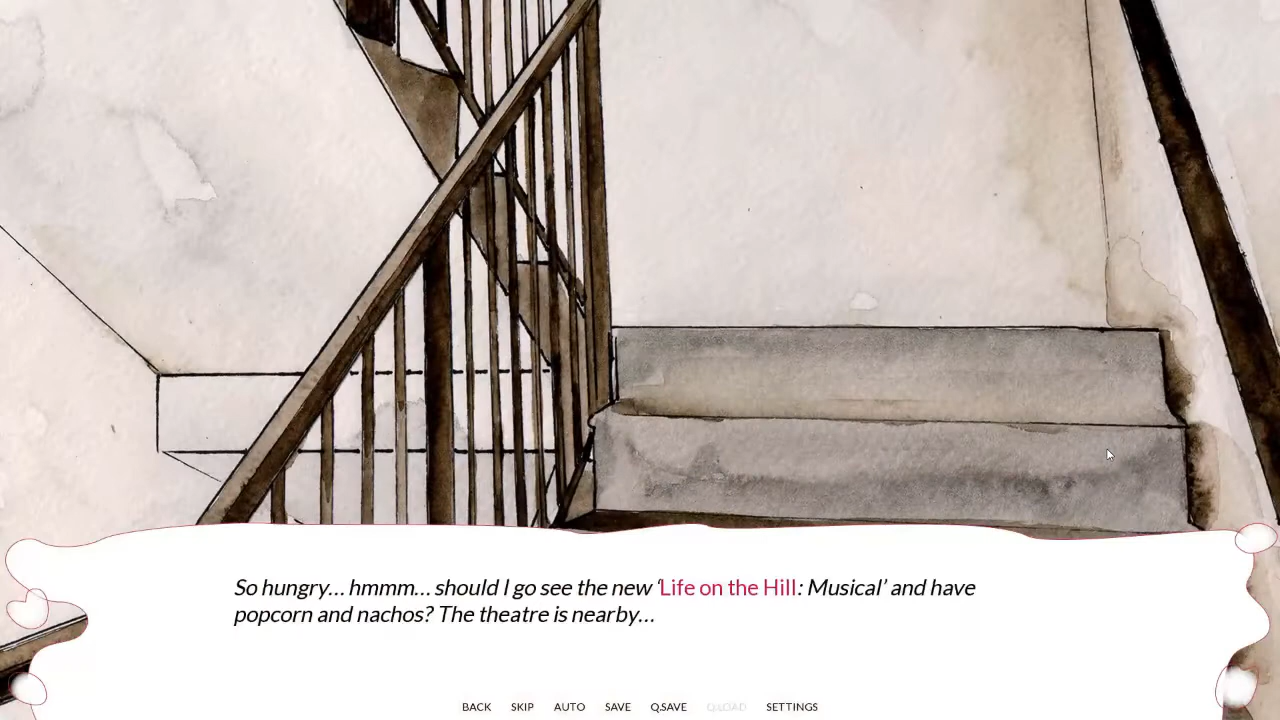 So hungry… hmmm… should I go see the new ‘Life on the Hill: Musical’ and have
popcorn and nachos? The theatre is nearby…
BACK SKIP AUTO SAVE Q.SAVE Q.LOAD SETTINGS